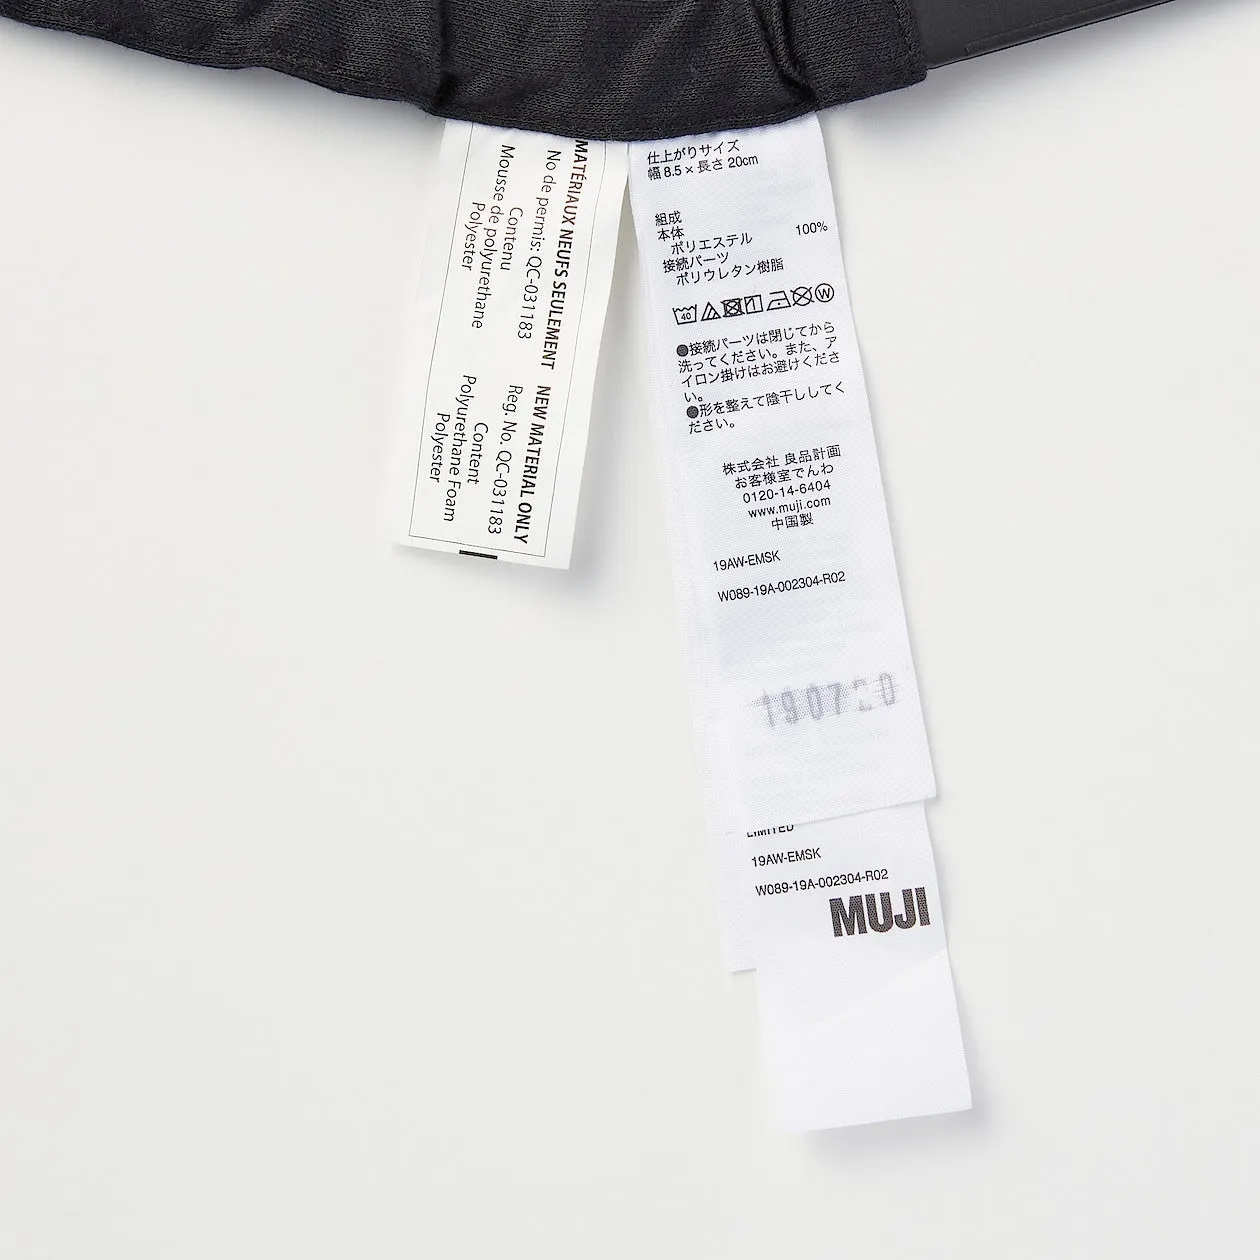 MATÉRIAUX NEUFS SEULEMENT
No de permis: QC-031183
Contenu
Mousse de polyurethane
Polyester
NEW MATERIAL ONLY
Reg. No. QC-031183
Content
Polyurethane Foam
Polyester
仕上がりサイズ
幅 8.5 × 長さ 20cm
組成
本体
ポリエステル 100%
接続パーツ
ポリウレタン樹脂
40
W
●接続パーツは閉じてから
洗ってください。また、ア
イロン掛けはお避けくださ
い。
●形を整えて陰干ししてく
ださい。
株式会社 良品計画
お客様室でんわ
0120-14-6404
www.muji.com
中国製
19AW-EMSK
W089-19A-002304-R02
LIMITED
19AW-EMSK
W089-19A-002304-R02
MUJI